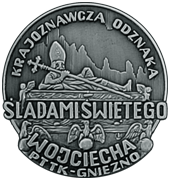 KRAJOZNAWCZA ODZNAKA
ŚLADAMI ŚWIĘTEGO
WOJCIECHA
PTTK-GNIEZNO